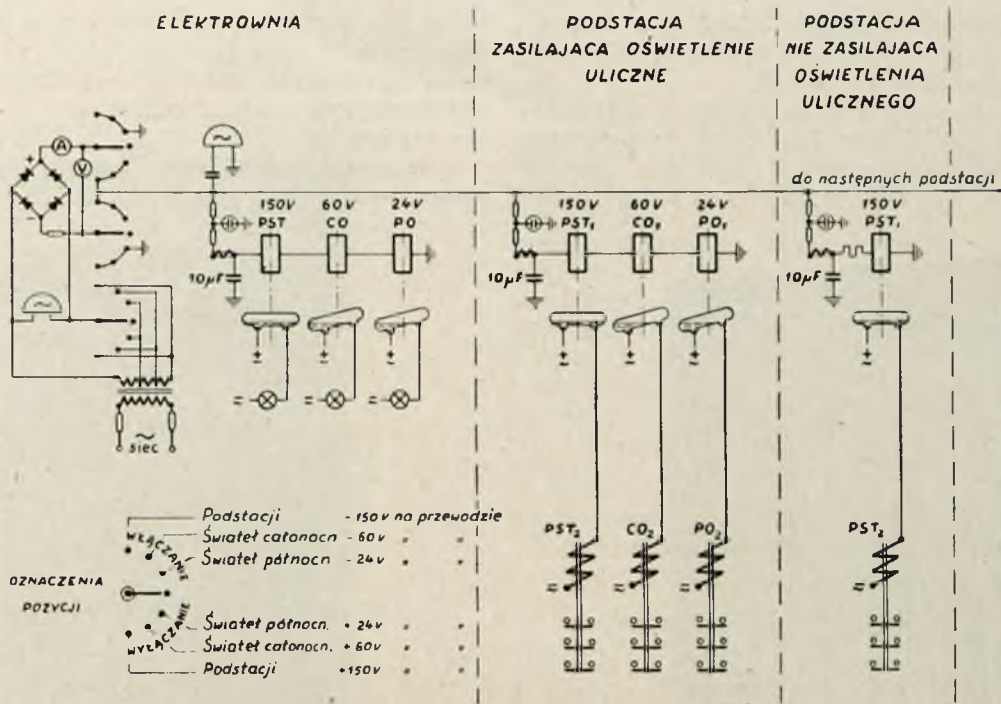 ELEKTROWNIA
PODSTACJA
ZASILAJĄCA OŚWIETLENIE
ULICZNE
PODSTACJA
NIE ZASILAJĄCA
OŚWIETLENIA
ULICZNEGO
A
V
+
-
~
do następnych podstacji
150V 60V 24V
PST CO PO
10µF
150V 60V 24V
PST₁ CO₁ PO₁
10µF
150V
PST₁
10µF
± ± ±
± ± ±
±
= = =
~
sieć
PST₂ CO₂ PO₂
= = =
PST₂
=
OZNACZENIA
POZYCJI
WŁĄCZANIE
WYŁĄCZANIE
Podstacji - 150V na przewodzie
Świateł całonocn - 60V " "
Świateł północn - 24V " "
Świateł północn. + 24V " "
Świateł całonocn. + 60V " "
Podstacji +150V " "